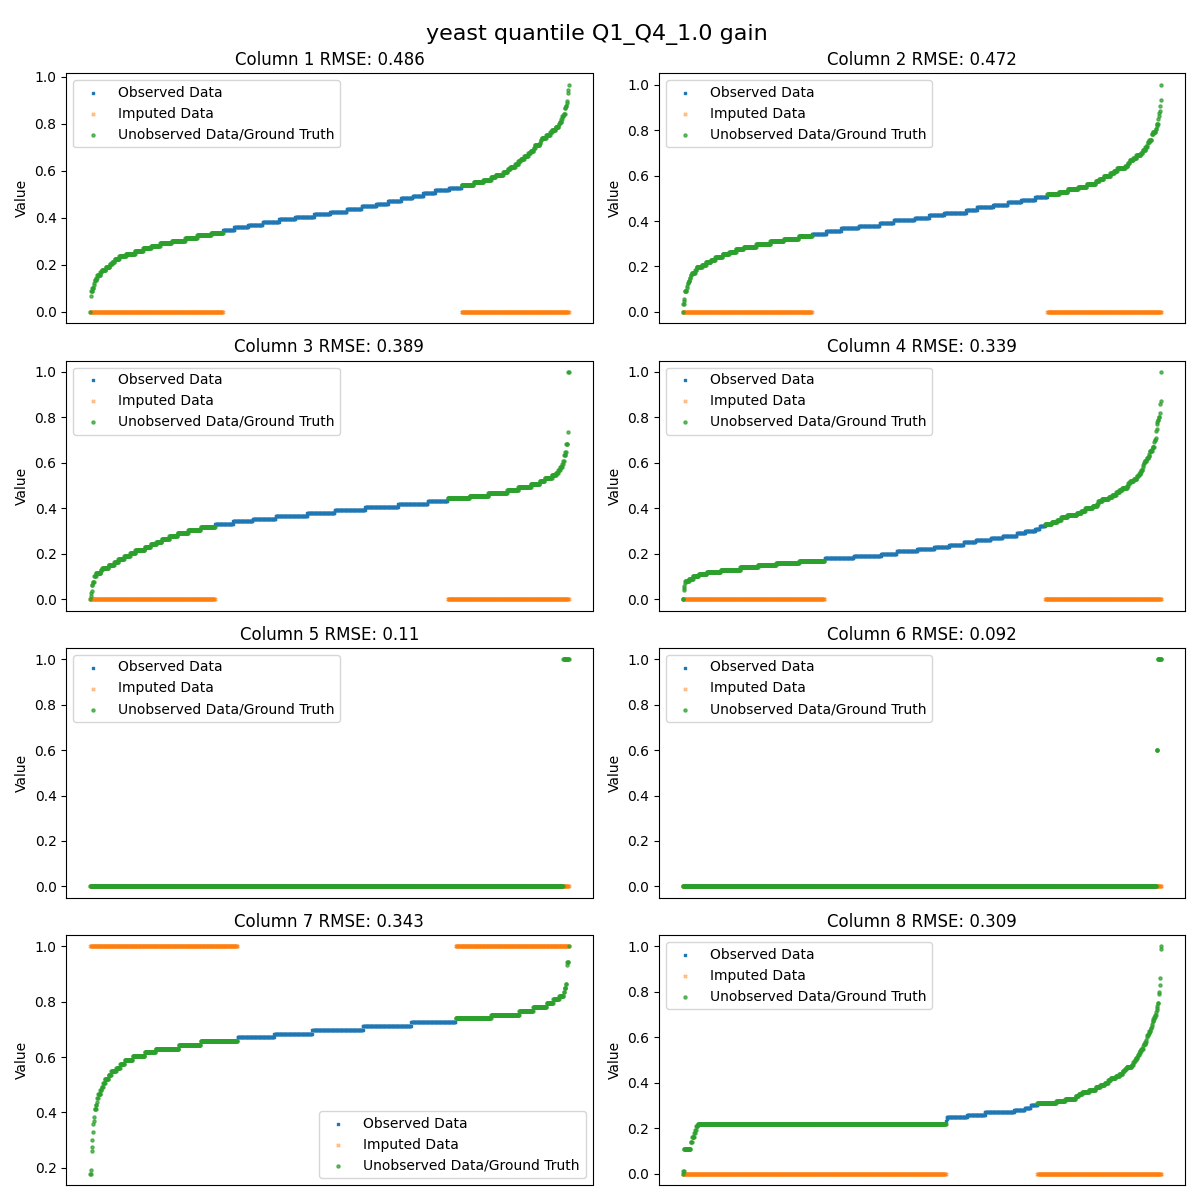 yeast quantile Q1_Q4_1.0 gain
Column 1 RMSE: 0.486
Observed Data
Imputed Data
Unobserved Data/Ground Truth
Value
1.0
0.8
0.6
0.4
0.2
0.0
Column 2 RMSE: 0.472
Observed Data
Imputed Data
Unobserved Data/Ground Truth
Value
1.0
0.8
0.6
0.4
0.2
0.0
Column 3 RMSE: 0.389
Observed Data
Imputed Data
Unobserved Data/Ground Truth
Value
1.0
0.8
0.6
0.4
0.2
0.0
Column 4 RMSE: 0.339
Observed Data
Imputed Data
Unobserved Data/Ground Truth
Value
1.0
0.8
0.6
0.4
0.2
0.0
Column 5 RMSE: 0.11
Observed Data
Imputed Data
Unobserved Data/Ground Truth
Value
1.0
0.8
0.6
0.4
0.2
0.0
Column 6 RMSE: 0.092
Observed Data
Imputed Data
Unobserved Data/Ground Truth
Value
1.0
0.8
0.6
0.4
0.2
0.0
Column 7 RMSE: 0.343
Value
1.0
0.8
0.6
0.4
0.2
Observed Data
Imputed Data
Unobserved Data/Ground Truth
Column 8 RMSE: 0.309
Observed Data
Imputed Data
Unobserved Data/Ground Truth
Value
1.0
0.8
0.6
0.4
0.2
0.0